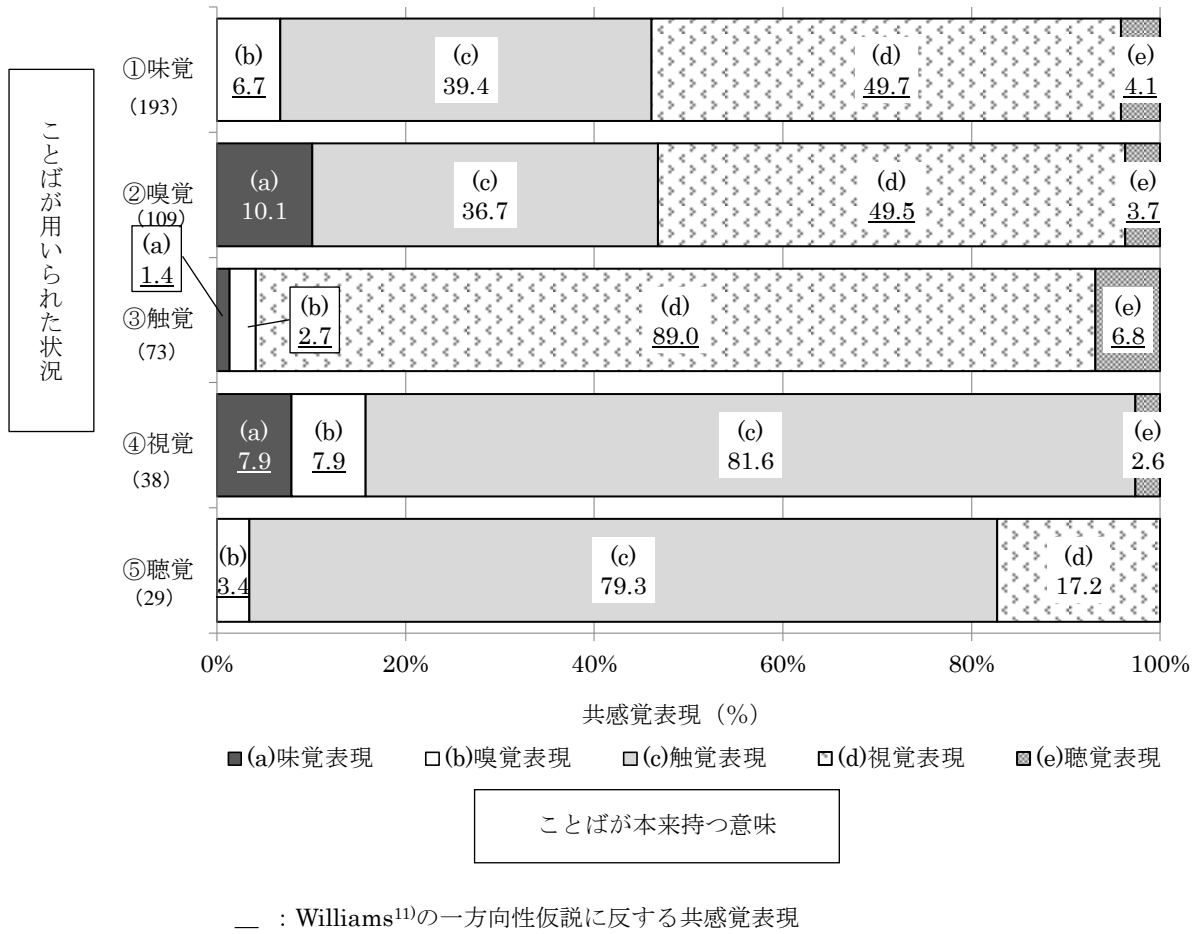 ことばが用いられた状況
①味覚
(193)
(b)
6.7
(c)
39.4
(d)
49.7
(e)
4.1
②嗅覚
(109)
(a)
10.1
(c)
36.7
(d)
49.5
(e)
3.7
③触覚
(73)
(a)
1.4
(b)
2.7
(d)
89.0
(e)
6.8
④視覚
(38)
(a)
7.9
(b)
7.9
(c)
81.6
(e)
2.6
⑤聴覚
(29)
(b)
3.4
(c)
79.3
(d)
17.2
0% 20% 40% 60% 80% 100%
共感覚表現（%）
(a)味覚表現 (b)嗅覚表現 (c)触覚表現 (d)視覚表現 (e)聴覚表現
ことばが本来持つ意味
：Williams11)の一方向性仮説に反する共感覚表現